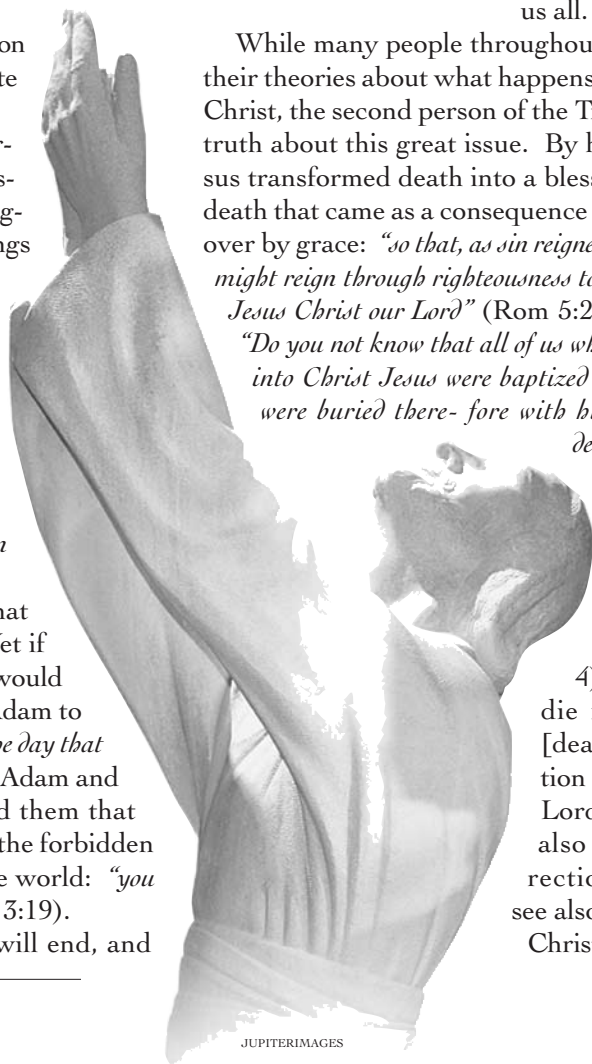 on
te
r-
s-
g-
ngs
n
hat
Yet if
would
Adam to
he day that
Adam and
d them that
the forbidden
e world: “you
3:19).
will end, and
us all.
While many people throughou
their theories about what happens
Christ, the second person of the T
truth about this great issue. By h
sus transformed death into a bless
death that came as a consequence
over by grace: “so that, as sin reigne
might reign through righteousness to
Jesus Christ our Lord” (Rom 5:2
“Do you not know that all of us wh
into Christ Jesus were baptized
were buried there- fore with h
de
4)
die
[dea
tion
Lord
also
rectio
see also
Chris
JUPITERIMAGES